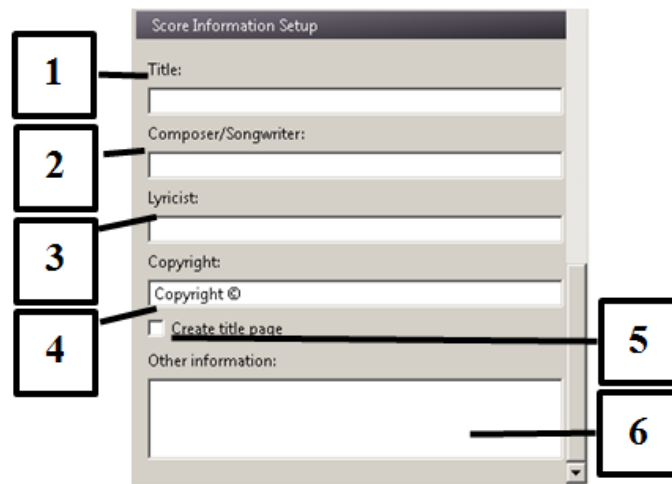 Score Information Setup
1
Title:
2
Composer/Songwriter:
3
Lyricist:
Copyright:
Copyright ©
4
Create title page
5
Other information:
6